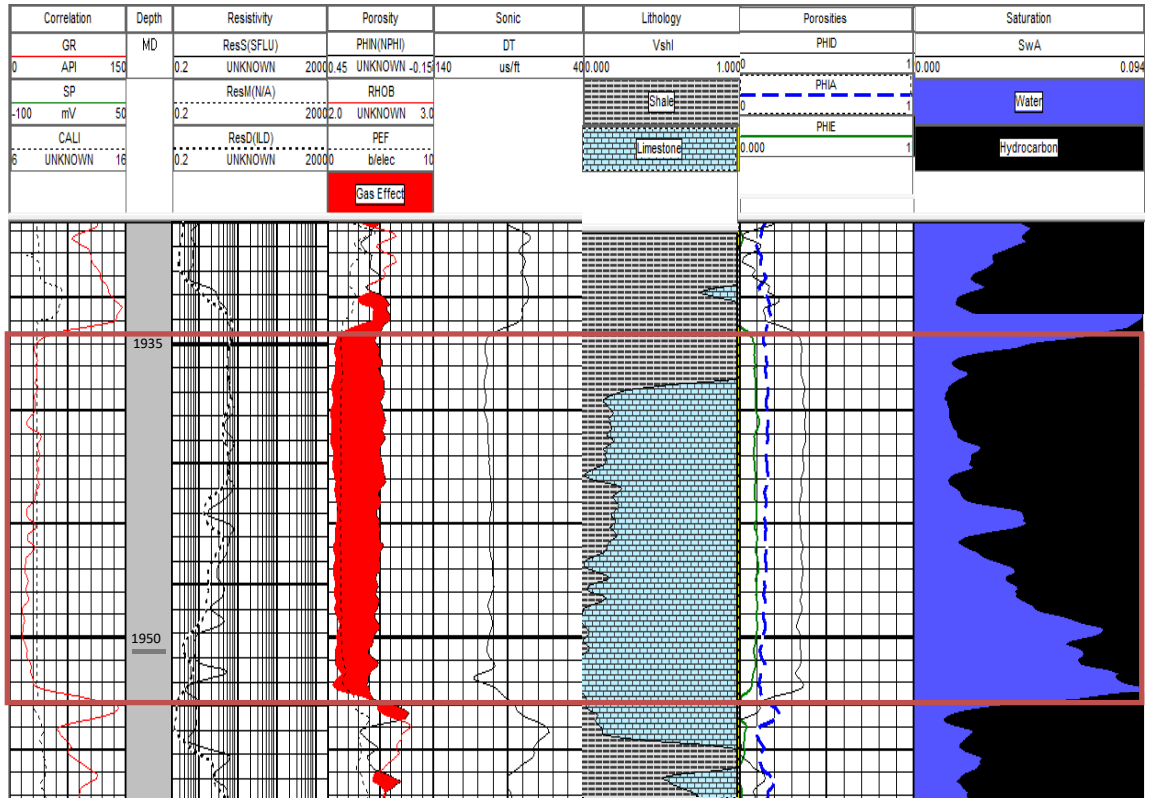 Correlation Depth Resistivity Porosity Sonic Lithology Porosities Saturation
GR MD ResS(SFLU) PHIN(NPHI) DT Vshl PHID SwA
0 API 150 0.2 UNKNOWN 2000 0.45 UNKNOWN -0.15 140 us/ft 40 0.000 1.000 0 1 0.000 0.094
SP ResM(N/A) RHOB Shale PHIA Water
-100 mV 50 0.2 2000 2.0 UNKNOWN 3.0 0 1
CALI ResD(ILD) PEF Limestone PHIE Hydrocarbon
6 UNKNOWN 16 0.2 UNKNOWN 2000 0 b/elec 10 0.000 1
Gas Effect
1935
1950